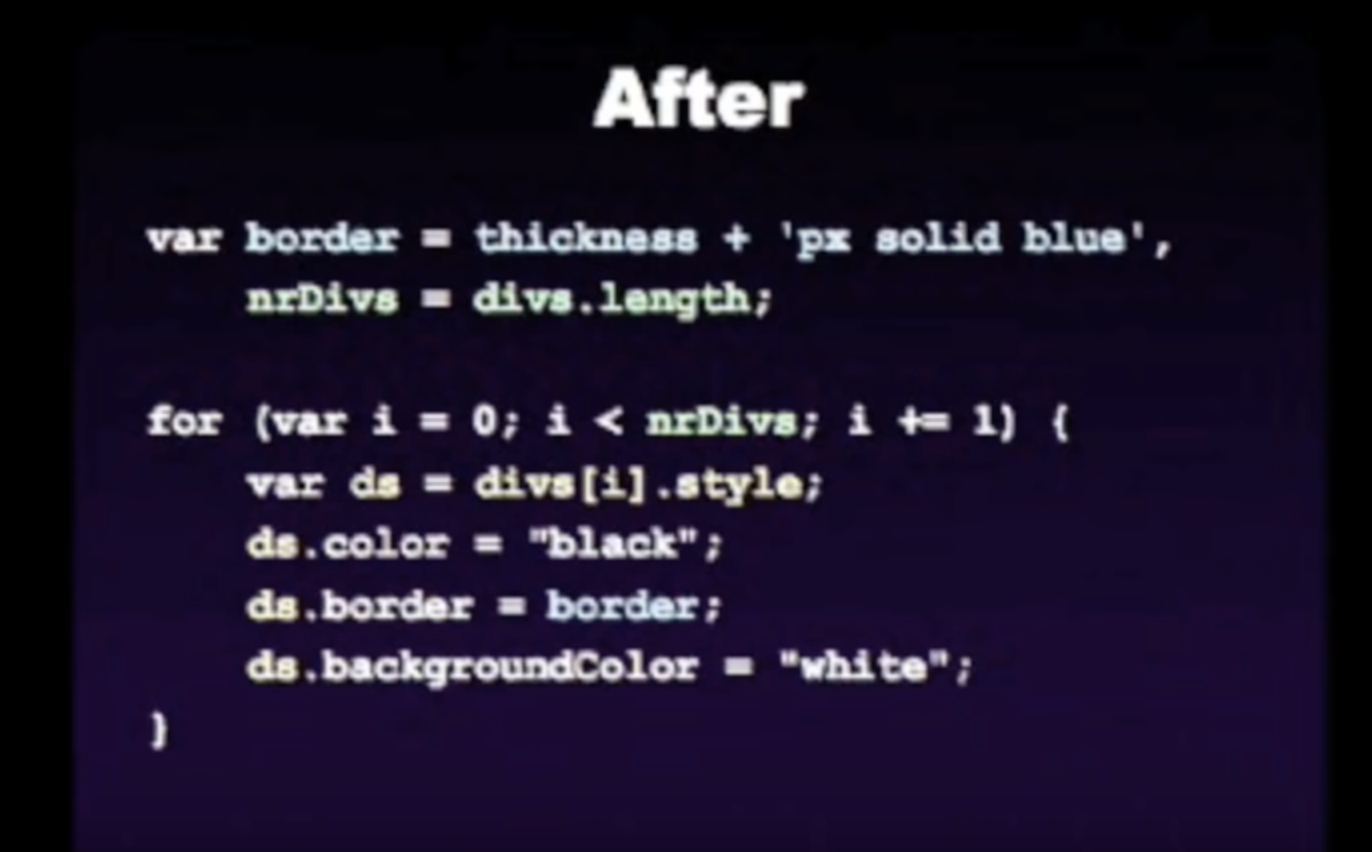 After
var border = thickness + 'px solid blue',
    nrDivs = divs.length;
for (var i = 0; i < nrDivs; i += 1) {
    var ds = divs[i].style;
    ds.color = "black";
    ds.border = border;
    ds.backgroundColor = "white";
}